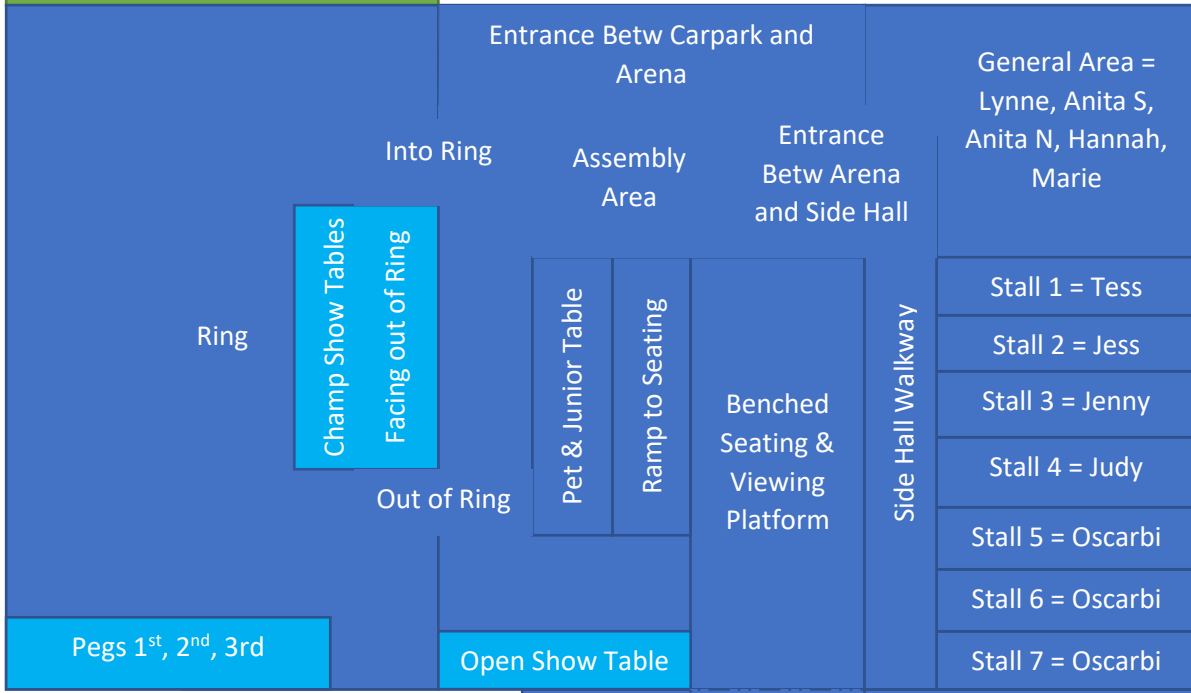 Entrance Betw Carpark and
Arena
General Area =
Lynne, Anita S,
Anita N, Hannah,
Marie
Into Ring
Assembly
Area
Entrance
Betw Arena
and Side Hall
Ring
Champ Show Tables
Facing out of Ring
Out of Ring
Pet & Junior Table
Ramp to Seating
Benched
Seating &
Viewing
Platform
Side Hall Walkway
Stall 1 = Tess
Stall 2 = Jess
Stall 3 = Jenny
Stall 4 = Judy
Stall 5 = Oscarbi
Stall 6 = Oscarbi
Stall 7 = Oscarbi
Pegs 1st, 2nd, 3rd
Open Show Table